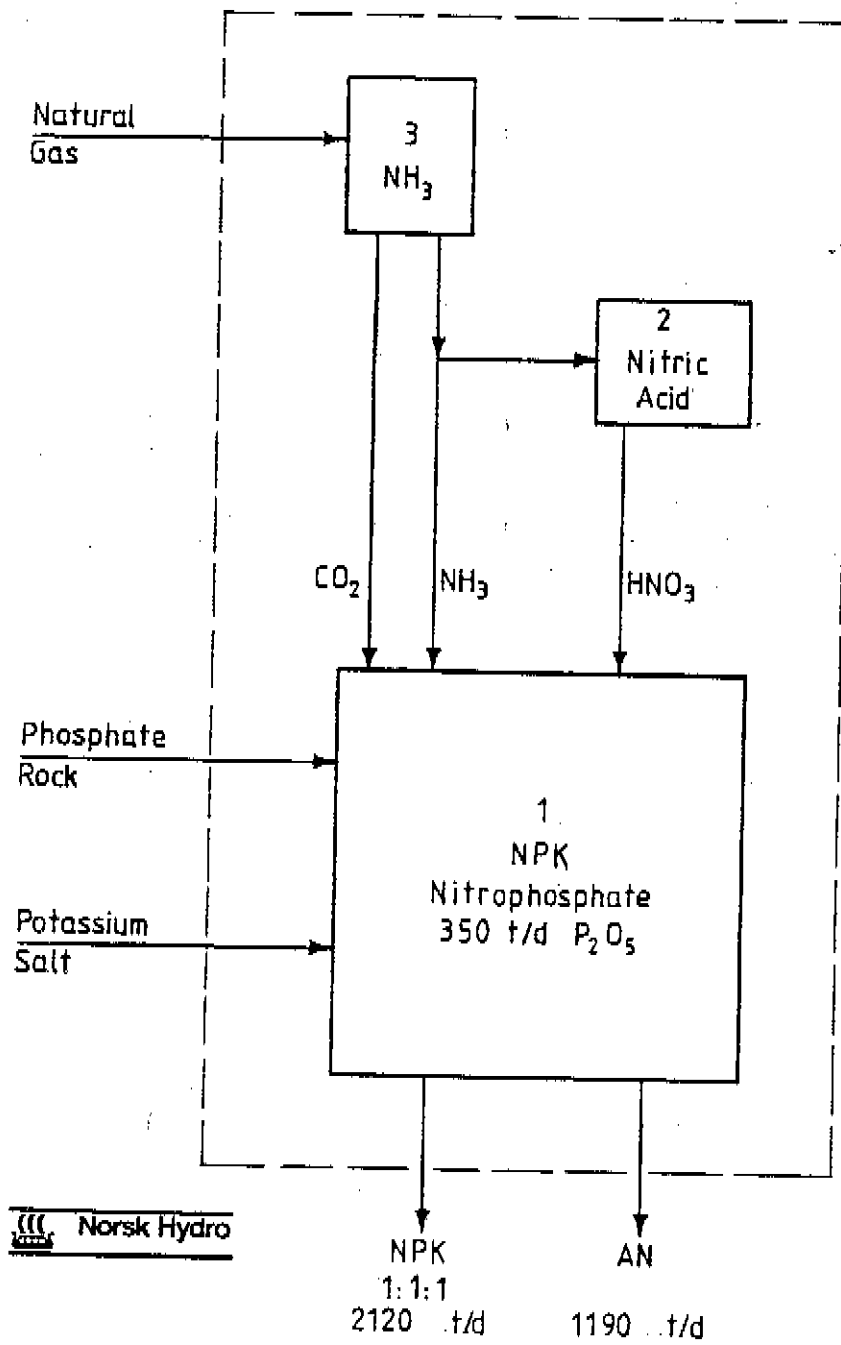 Natural
Gas
3
NH₃
2
Nitric
Acid
CO₂
NH₃
HNO₃
Phosphate
Rock
1
NPK
Nitrophosphate
350 t/d P₂O₅
Potassium
Salt
Norsk Hydro
NPK
1:1:1
2120 t/d
AN
1190 t/d